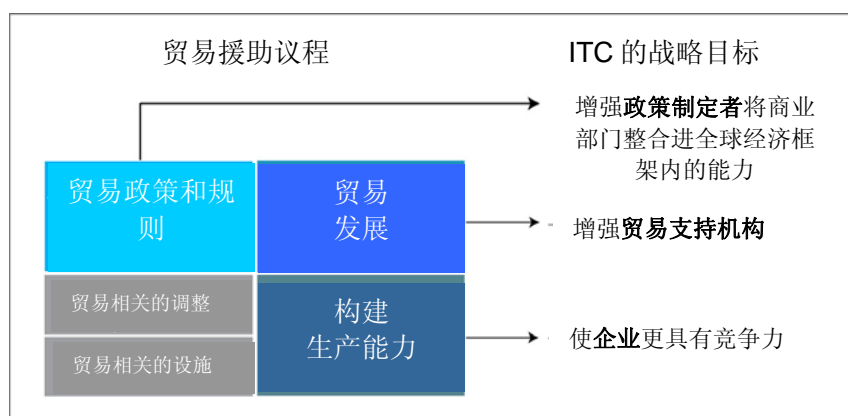 贸易援助议程
ITC 的战略目标
增强政策制定者将商业
部门整合进全球经济框
架内的能力
贸易政策和规
则
贸易
发展
增强贸易支持机构
贸易相关的调整
贸易相关的设施
构建
生产能力
使企业更具有竞争力